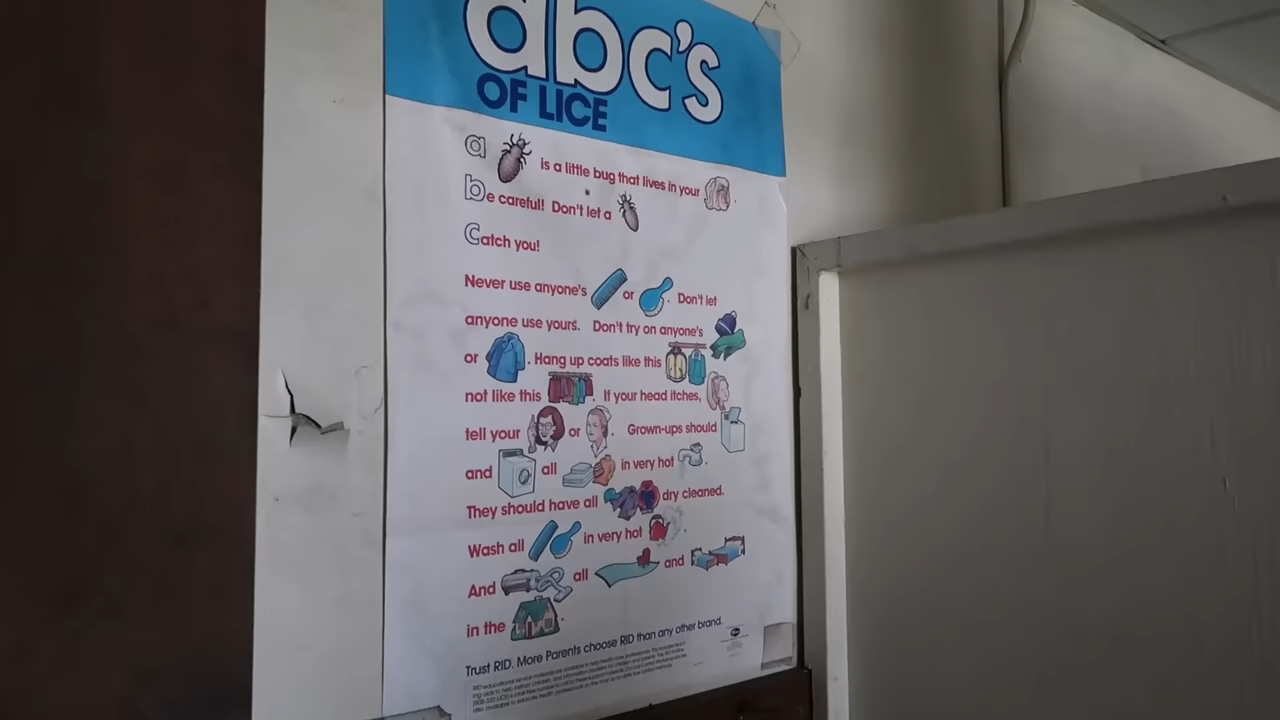 abc's
OF LICE
a is a little bug that lives in your .
be careful! Don't let a
Catch you!
Never use anyone's or . Don't let
anyone use yours. Don't try on anyone's
or . Hang up coats like this
not like this . If your head itches,
tell your or . Grown-ups should
and all in very hot .
They should have all dry cleaned.
Wash all in very hot .
And all and
in the .
Trust RID. More Parents choose RID than any other brand.